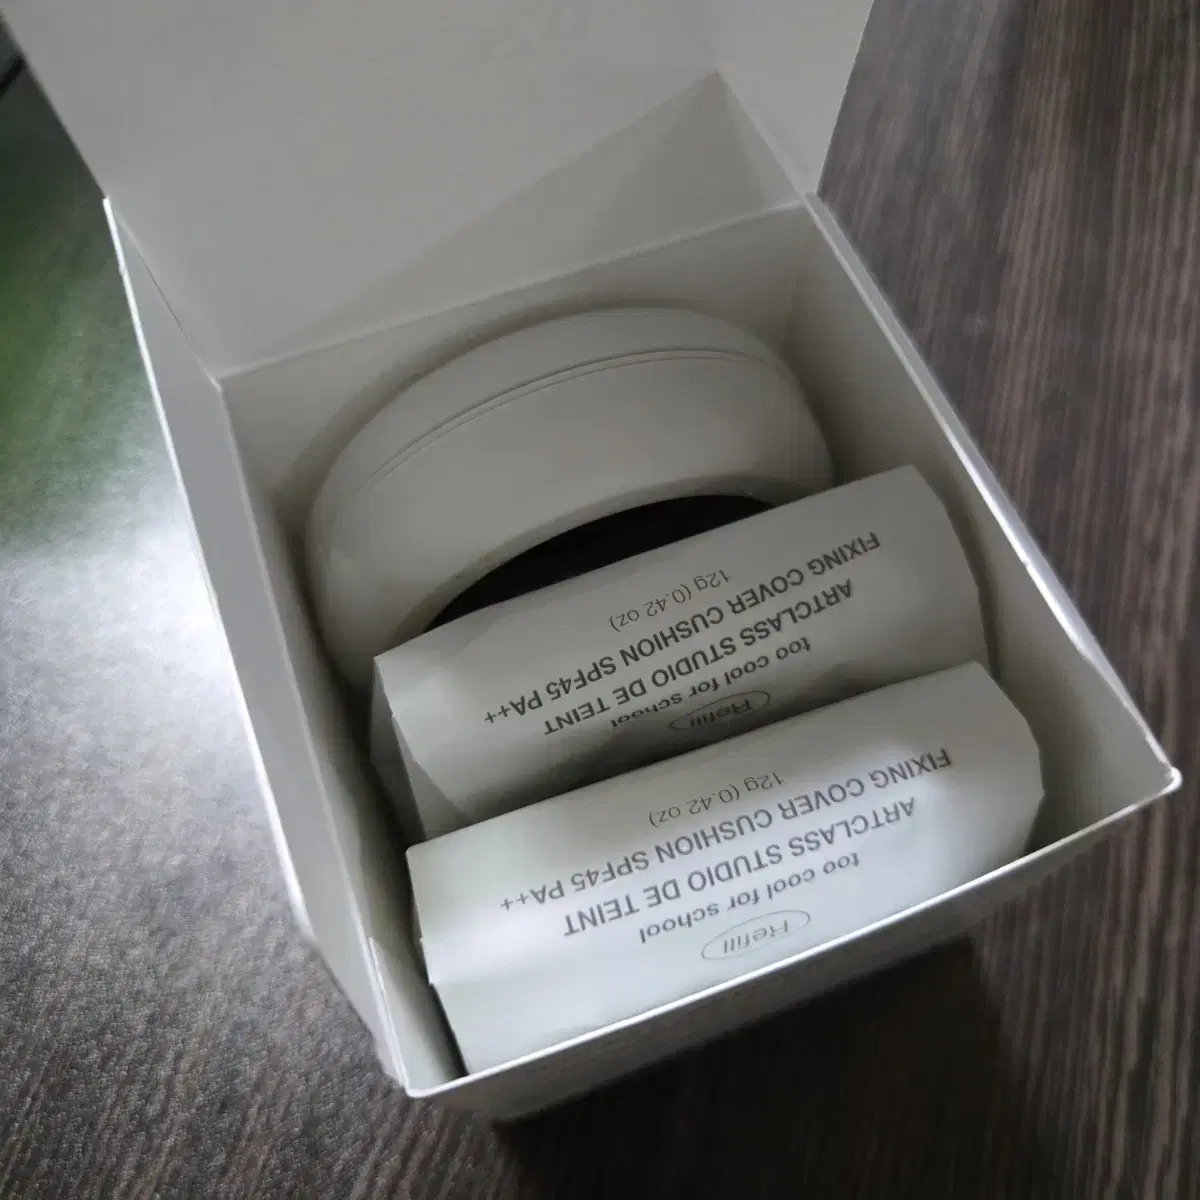 Refill
too cool for school
ARTCLASS STUDIO DE TEINT
FIXING COVER CUSHION SPF45 PA++
12g (0.42 oz)
Refill
too cool for school
ARTCLASS STUDIO DE TEINT
FIXING COVER CUSHION SPF45 PA++
12g (0.42 oz)